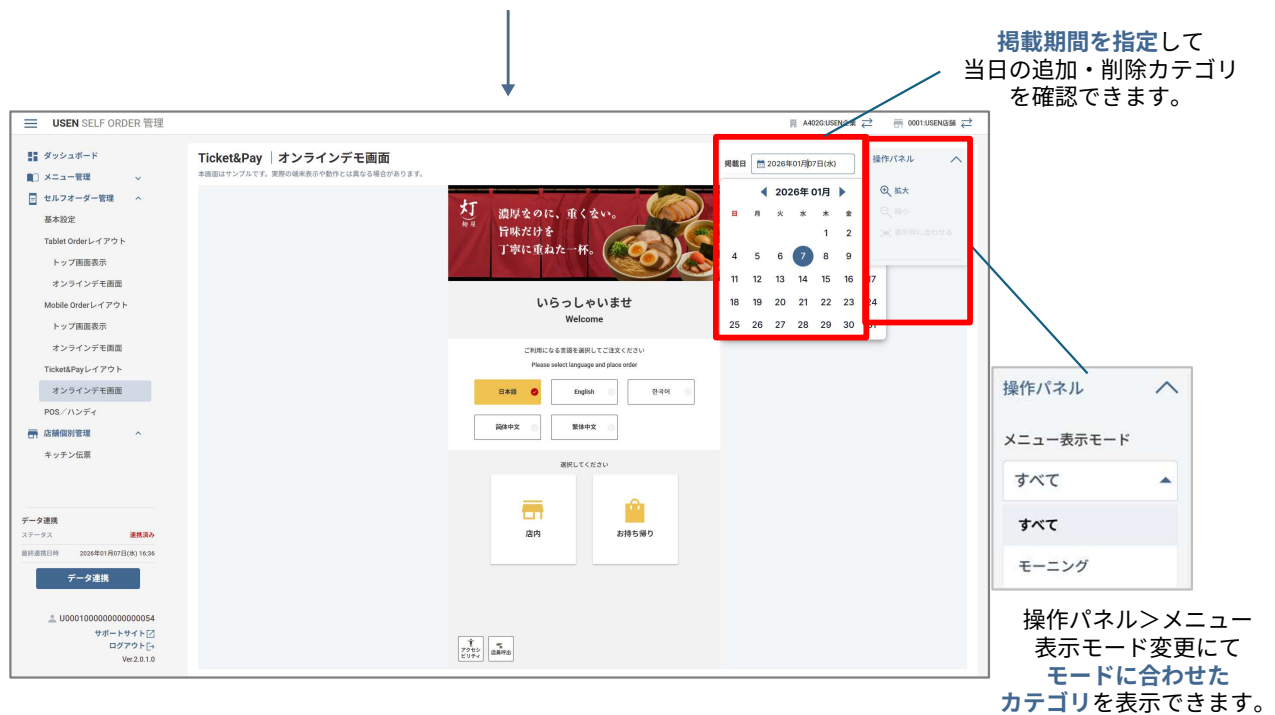 掲載期間を指定して
当日の追加・削除カテゴリ
を確認できます。
USEN SELF ORDER 管理
A402G:USEN企業
0001:USEN店舗
ダッシュボード
メニュー管理
セルフオーダー管理
基本設定
Tablet Orderレイアウト
トップ画面表示
オンラインデモ画面
Mobile Orderレイアウト
トップ画面表示
オンラインデモ画面
Ticket&Payレイアウト
オンラインデモ画面
POS／ハンディ
店舗個別管理
キッチン伝票
データ連携
ステータス 連携済み
最終連携日時 2026年01月07日(水) 16:36
データ連携
U0001000000000000054
サポートサイト
ログアウト
Ver.2.0.1.0
Ticket&Pay｜オンラインデモ画面
本画面はサンプルです。実際の端末表示や動作とは異なる場合があります。
灯
麺屋
濃厚なのに、重くない。
旨味だけを
丁寧に重ねた一杯。
いらっしゃいませ
Welcome
ご利用になる言語を選択してご注文ください
Please select language and place order
日本語
English
한국어
简体中文
繁体中文
選択してください
店内
お持ち帰り
アクセシ
ビリティ
店員呼出
掲載日
2026年01月07日(水)
2026年 01月
日 月 火 水 木 金
1 2
4 5 6 7 8 9
11 12 13 14 15 16 17
18 19 20 21 22 23 24
25 26 27 28 29 30 31
操作パネル
拡大
縮小
表示枠に合わせる
操作パネル
メニュー表示モード
すべて
すべて
モーニング
操作パネル＞メニュー
表示モード変更にて
モードに合わせた
カテゴリを表示できます。